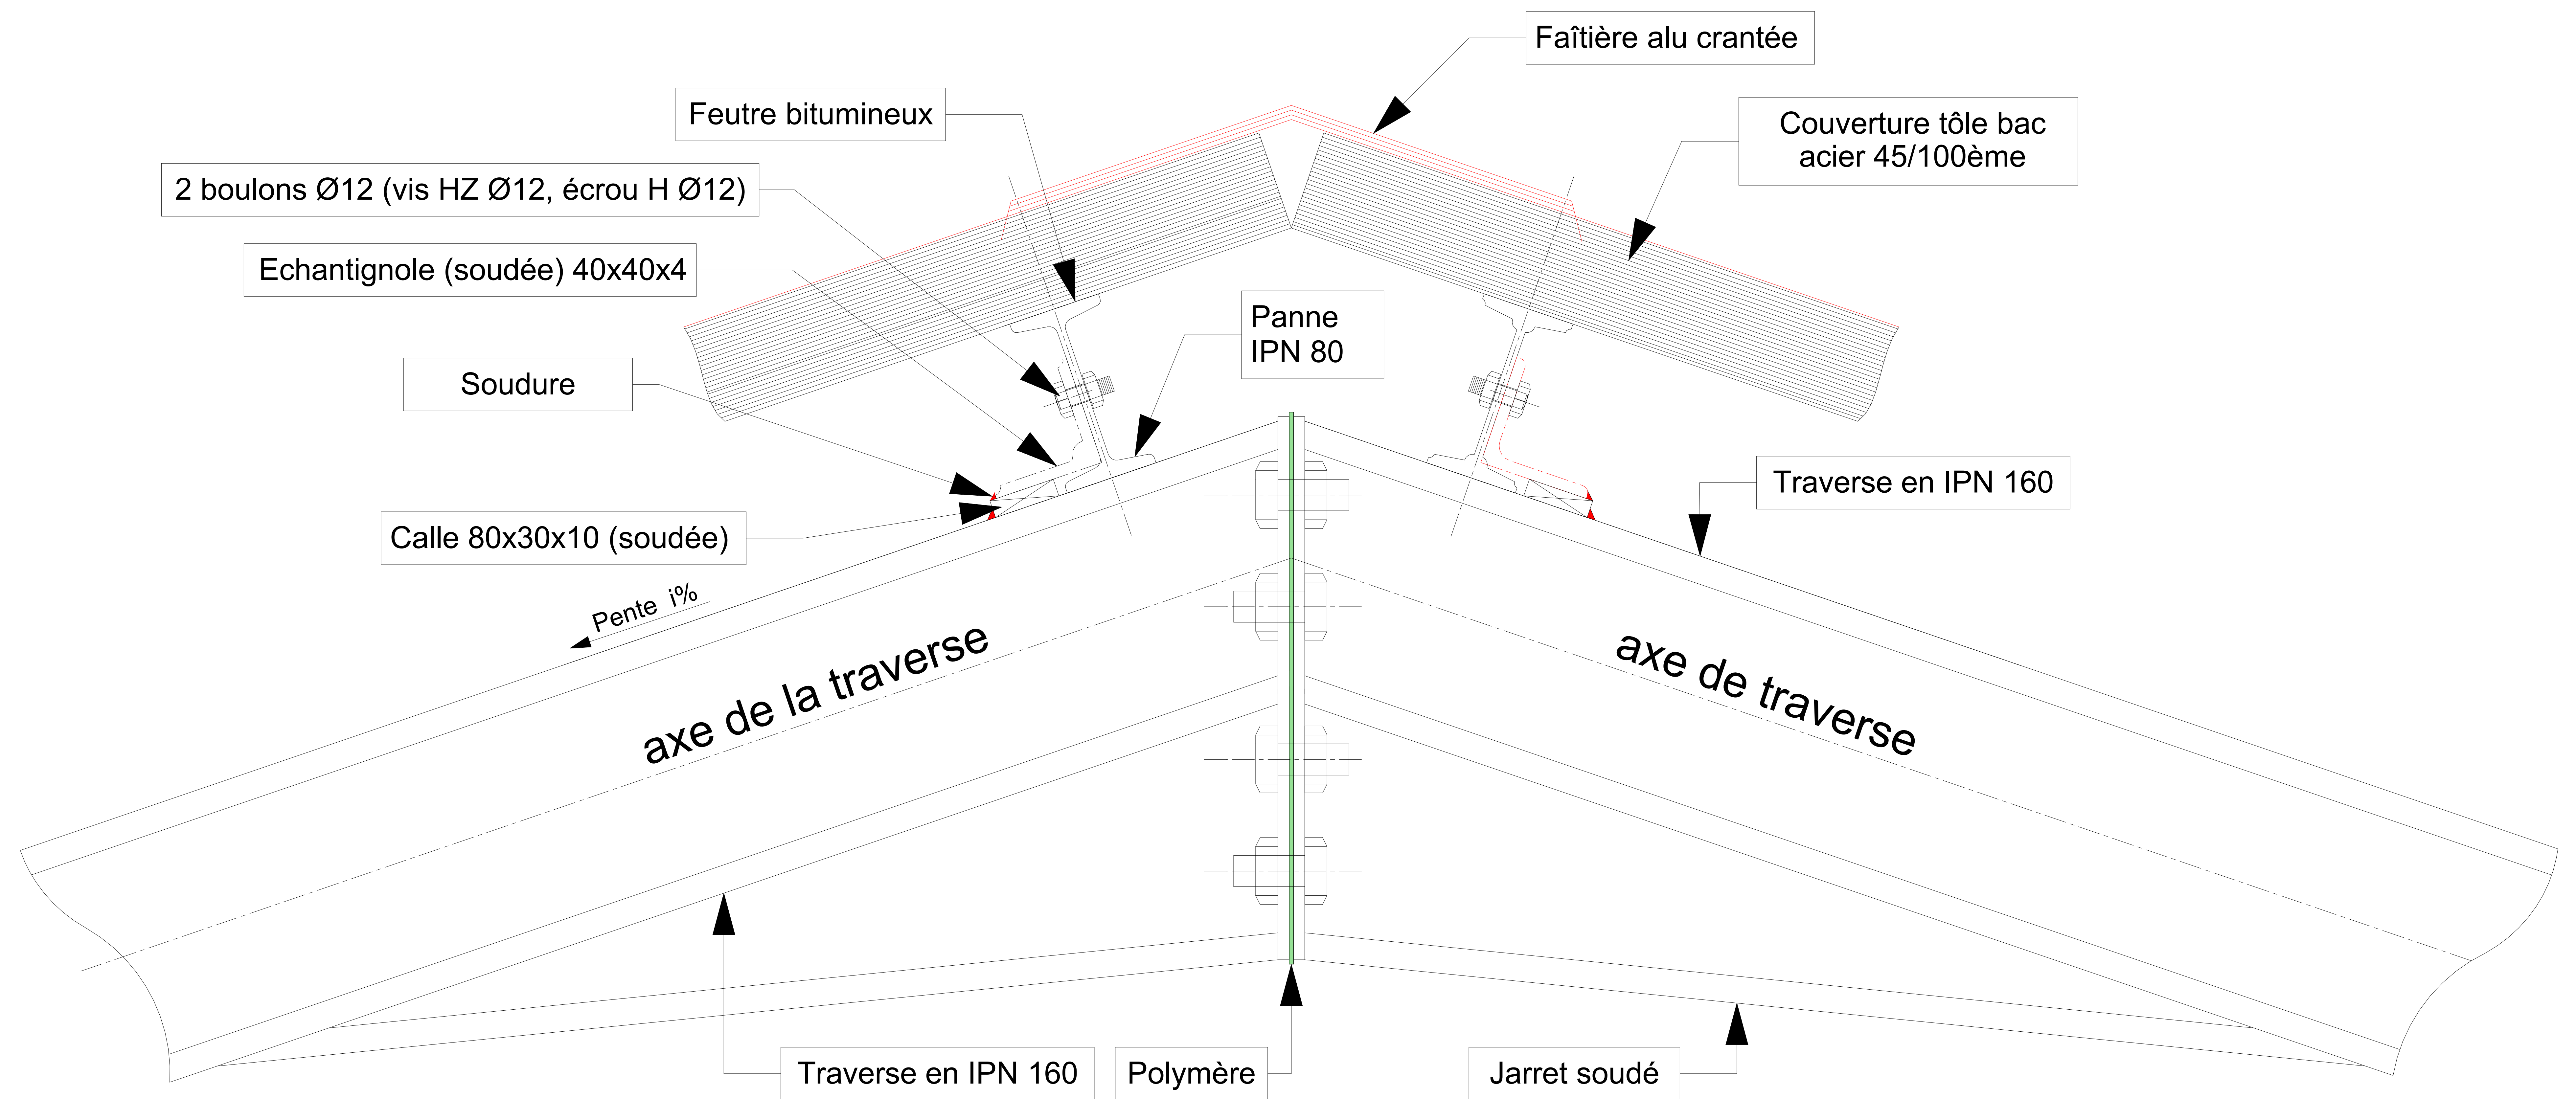 Faîtière alu crantée
Feutre bitumineux
Couverture tôle bac
acier 45/100ème
2 boulons Ø12 (vis HZ Ø12, écrou H Ø12)
Echantignole (soudée) 40x40x4
Panne
IPN 80
Soudure
Traverse en IPN 160
Calle 80x30x10 (soudée)
Pente i%
axe de la traverse
axe de traverse
Traverse en IPN 160
Polymère
Jarret soudé